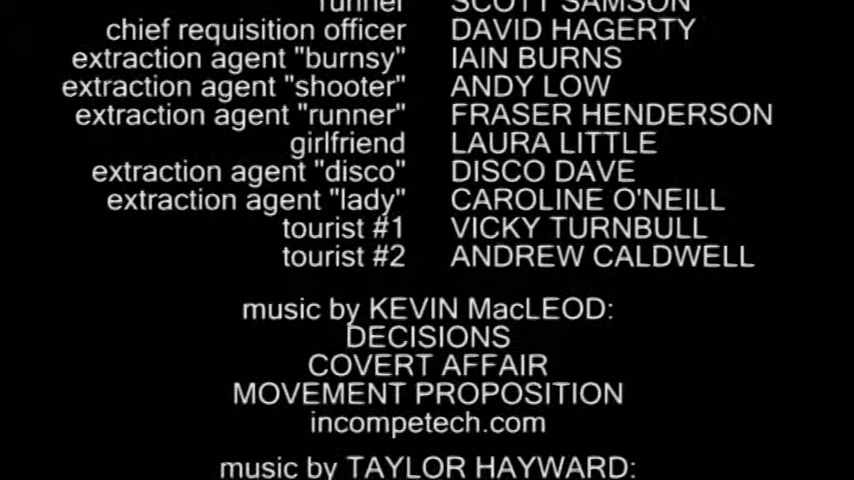 runner SCOTT SAMSON
chief requisition officer DAVID HAGERTY
extraction agent "burnsy" IAIN BURNS
extraction agent "shooter" ANDY LOW
extraction agent "runner" FRASER HENDERSON
girlfriend LAURA LITTLE
extraction agent "disco" DISCO DAVE
extraction agent "lady" CAROLINE O'NEILL
tourist #1 VICKY TURNBULL
tourist #2 ANDREW CALDWELL
music by KEVIN MacLEOD:
DECISIONS
COVERT AFFAIR
MOVEMENT PROPOSITION
incompetech.com
music by TAYLOR HAYWARD: